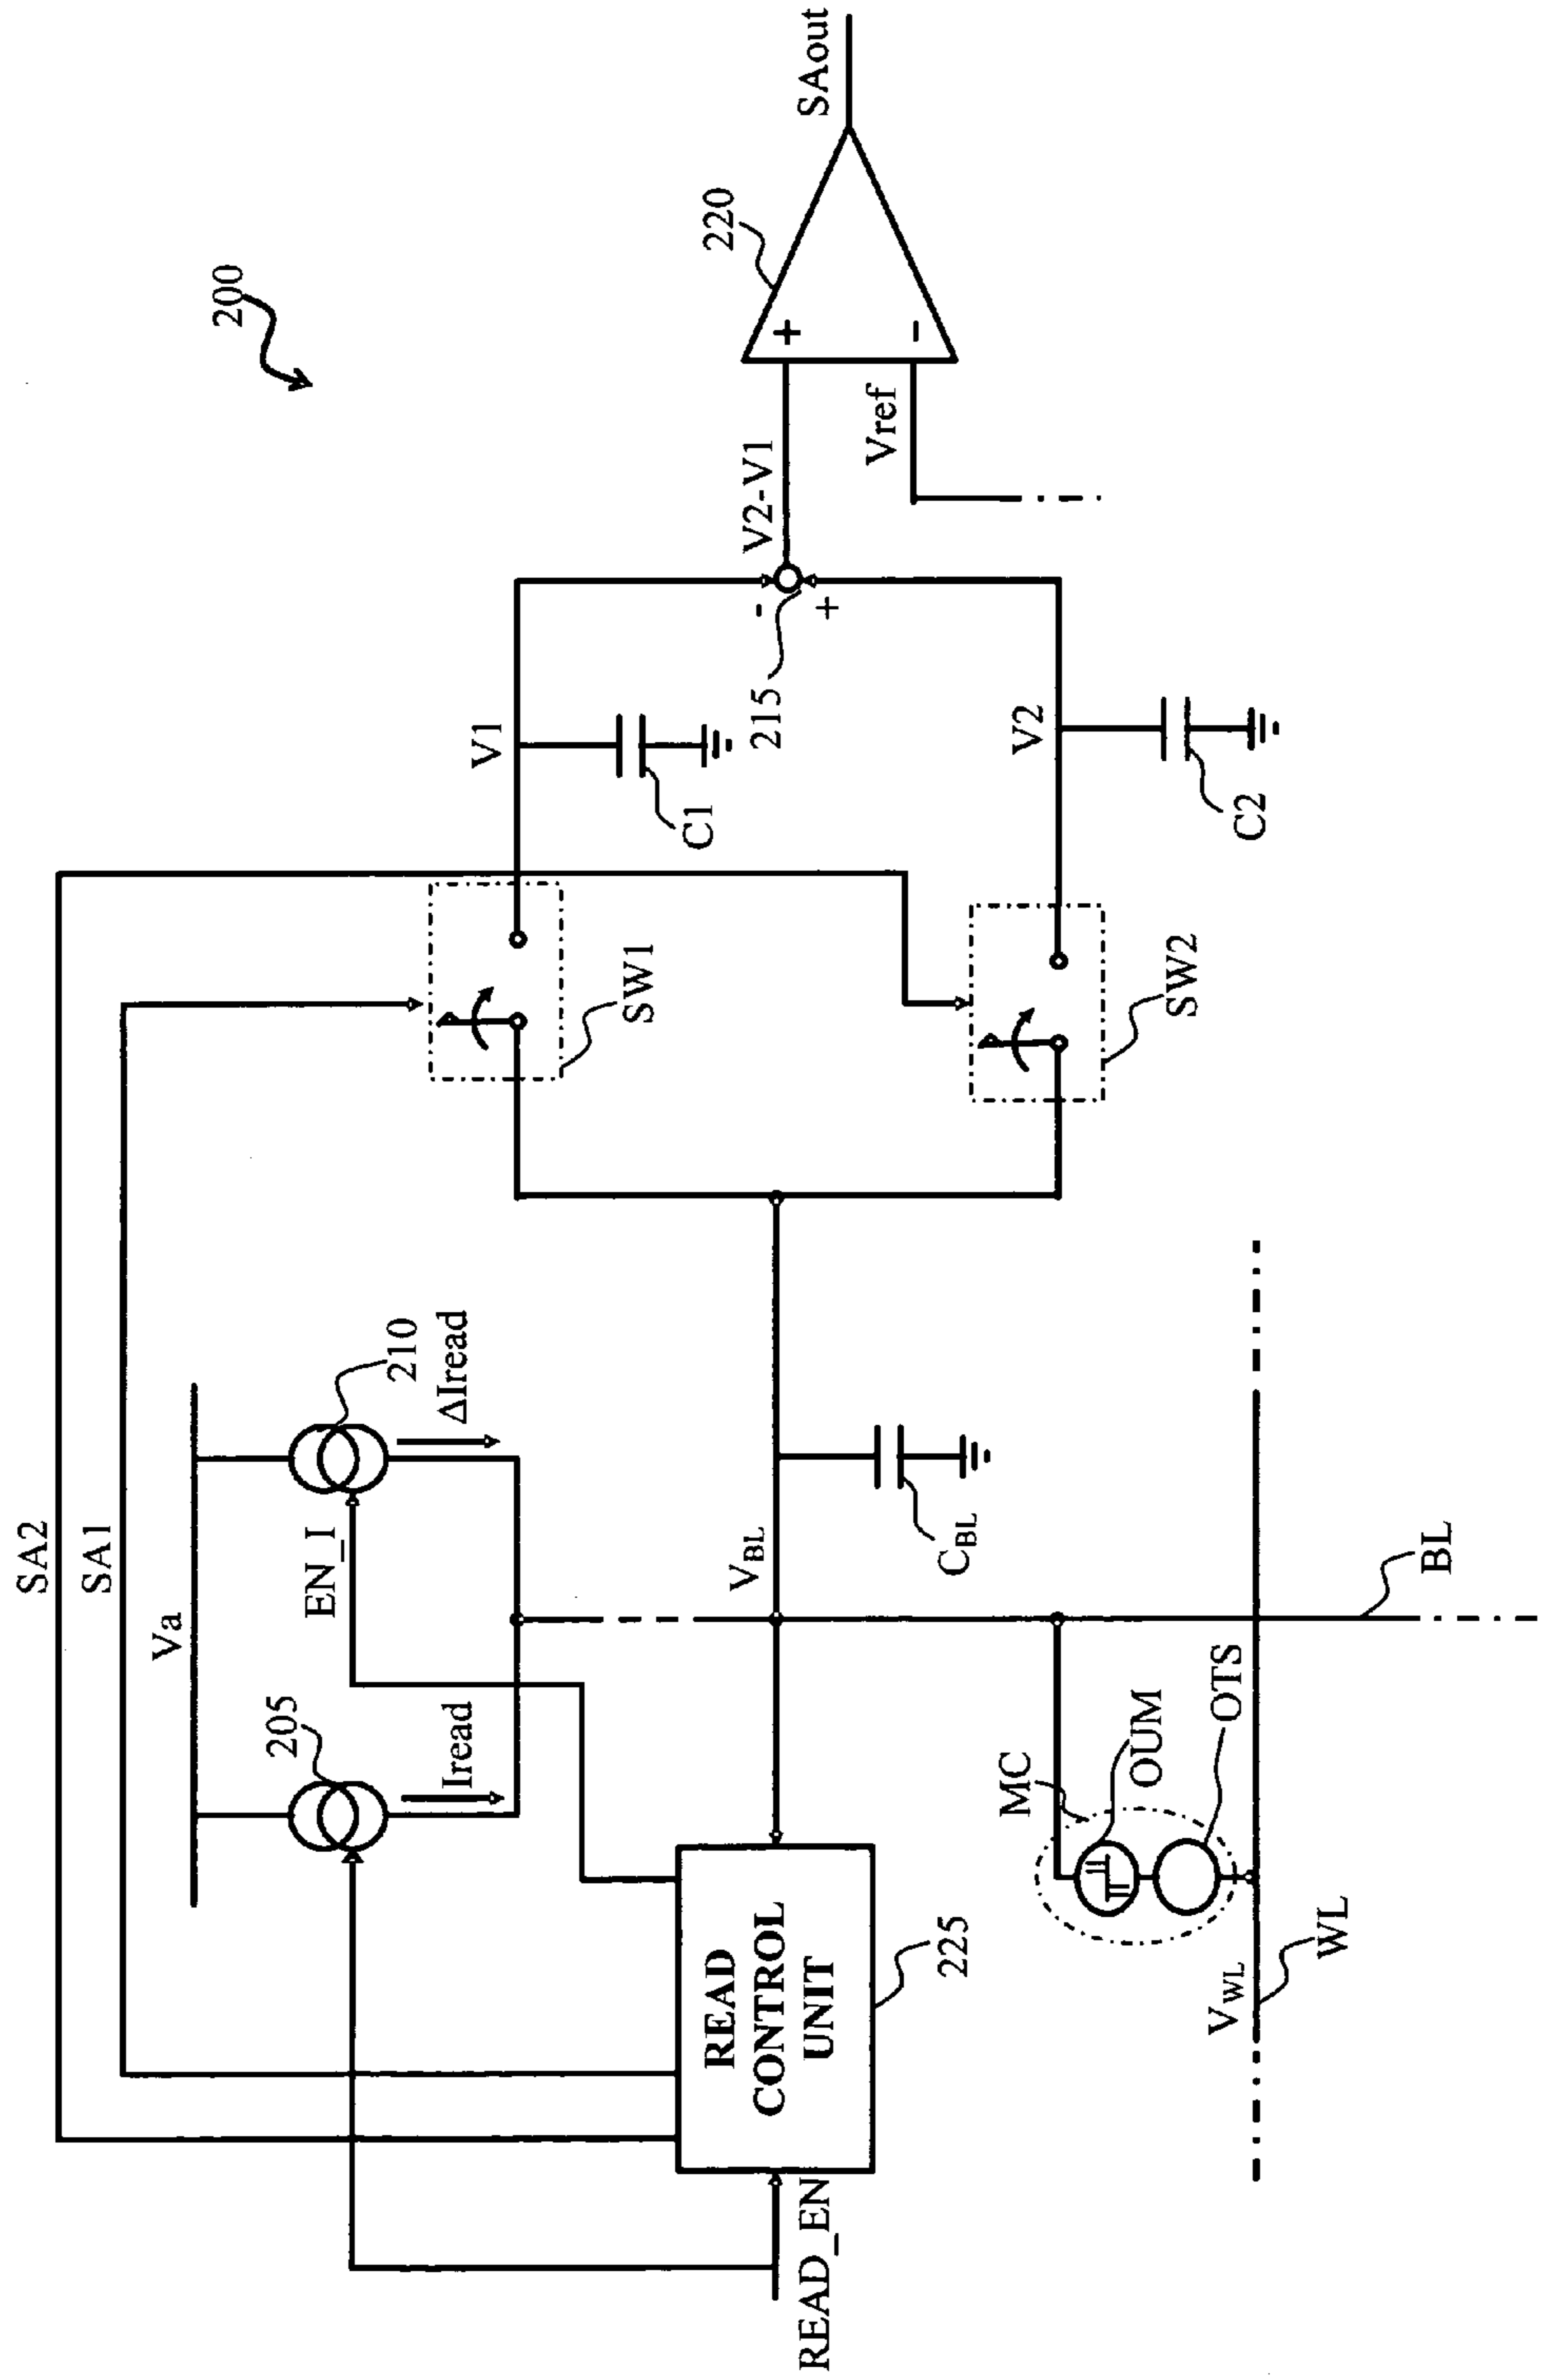 200
SA2
SA1
Va
205
Iread
EN_I
210
ΔIread
SW1
V1
C1
215
-
+
V2-V1
Vref
220
+
-
SAout
READ_EN
READ
CONTROL
UNIT
225
VBL
CBL
SW2
V2
C2
MC
OUM
OTS
VWL
WL
BL